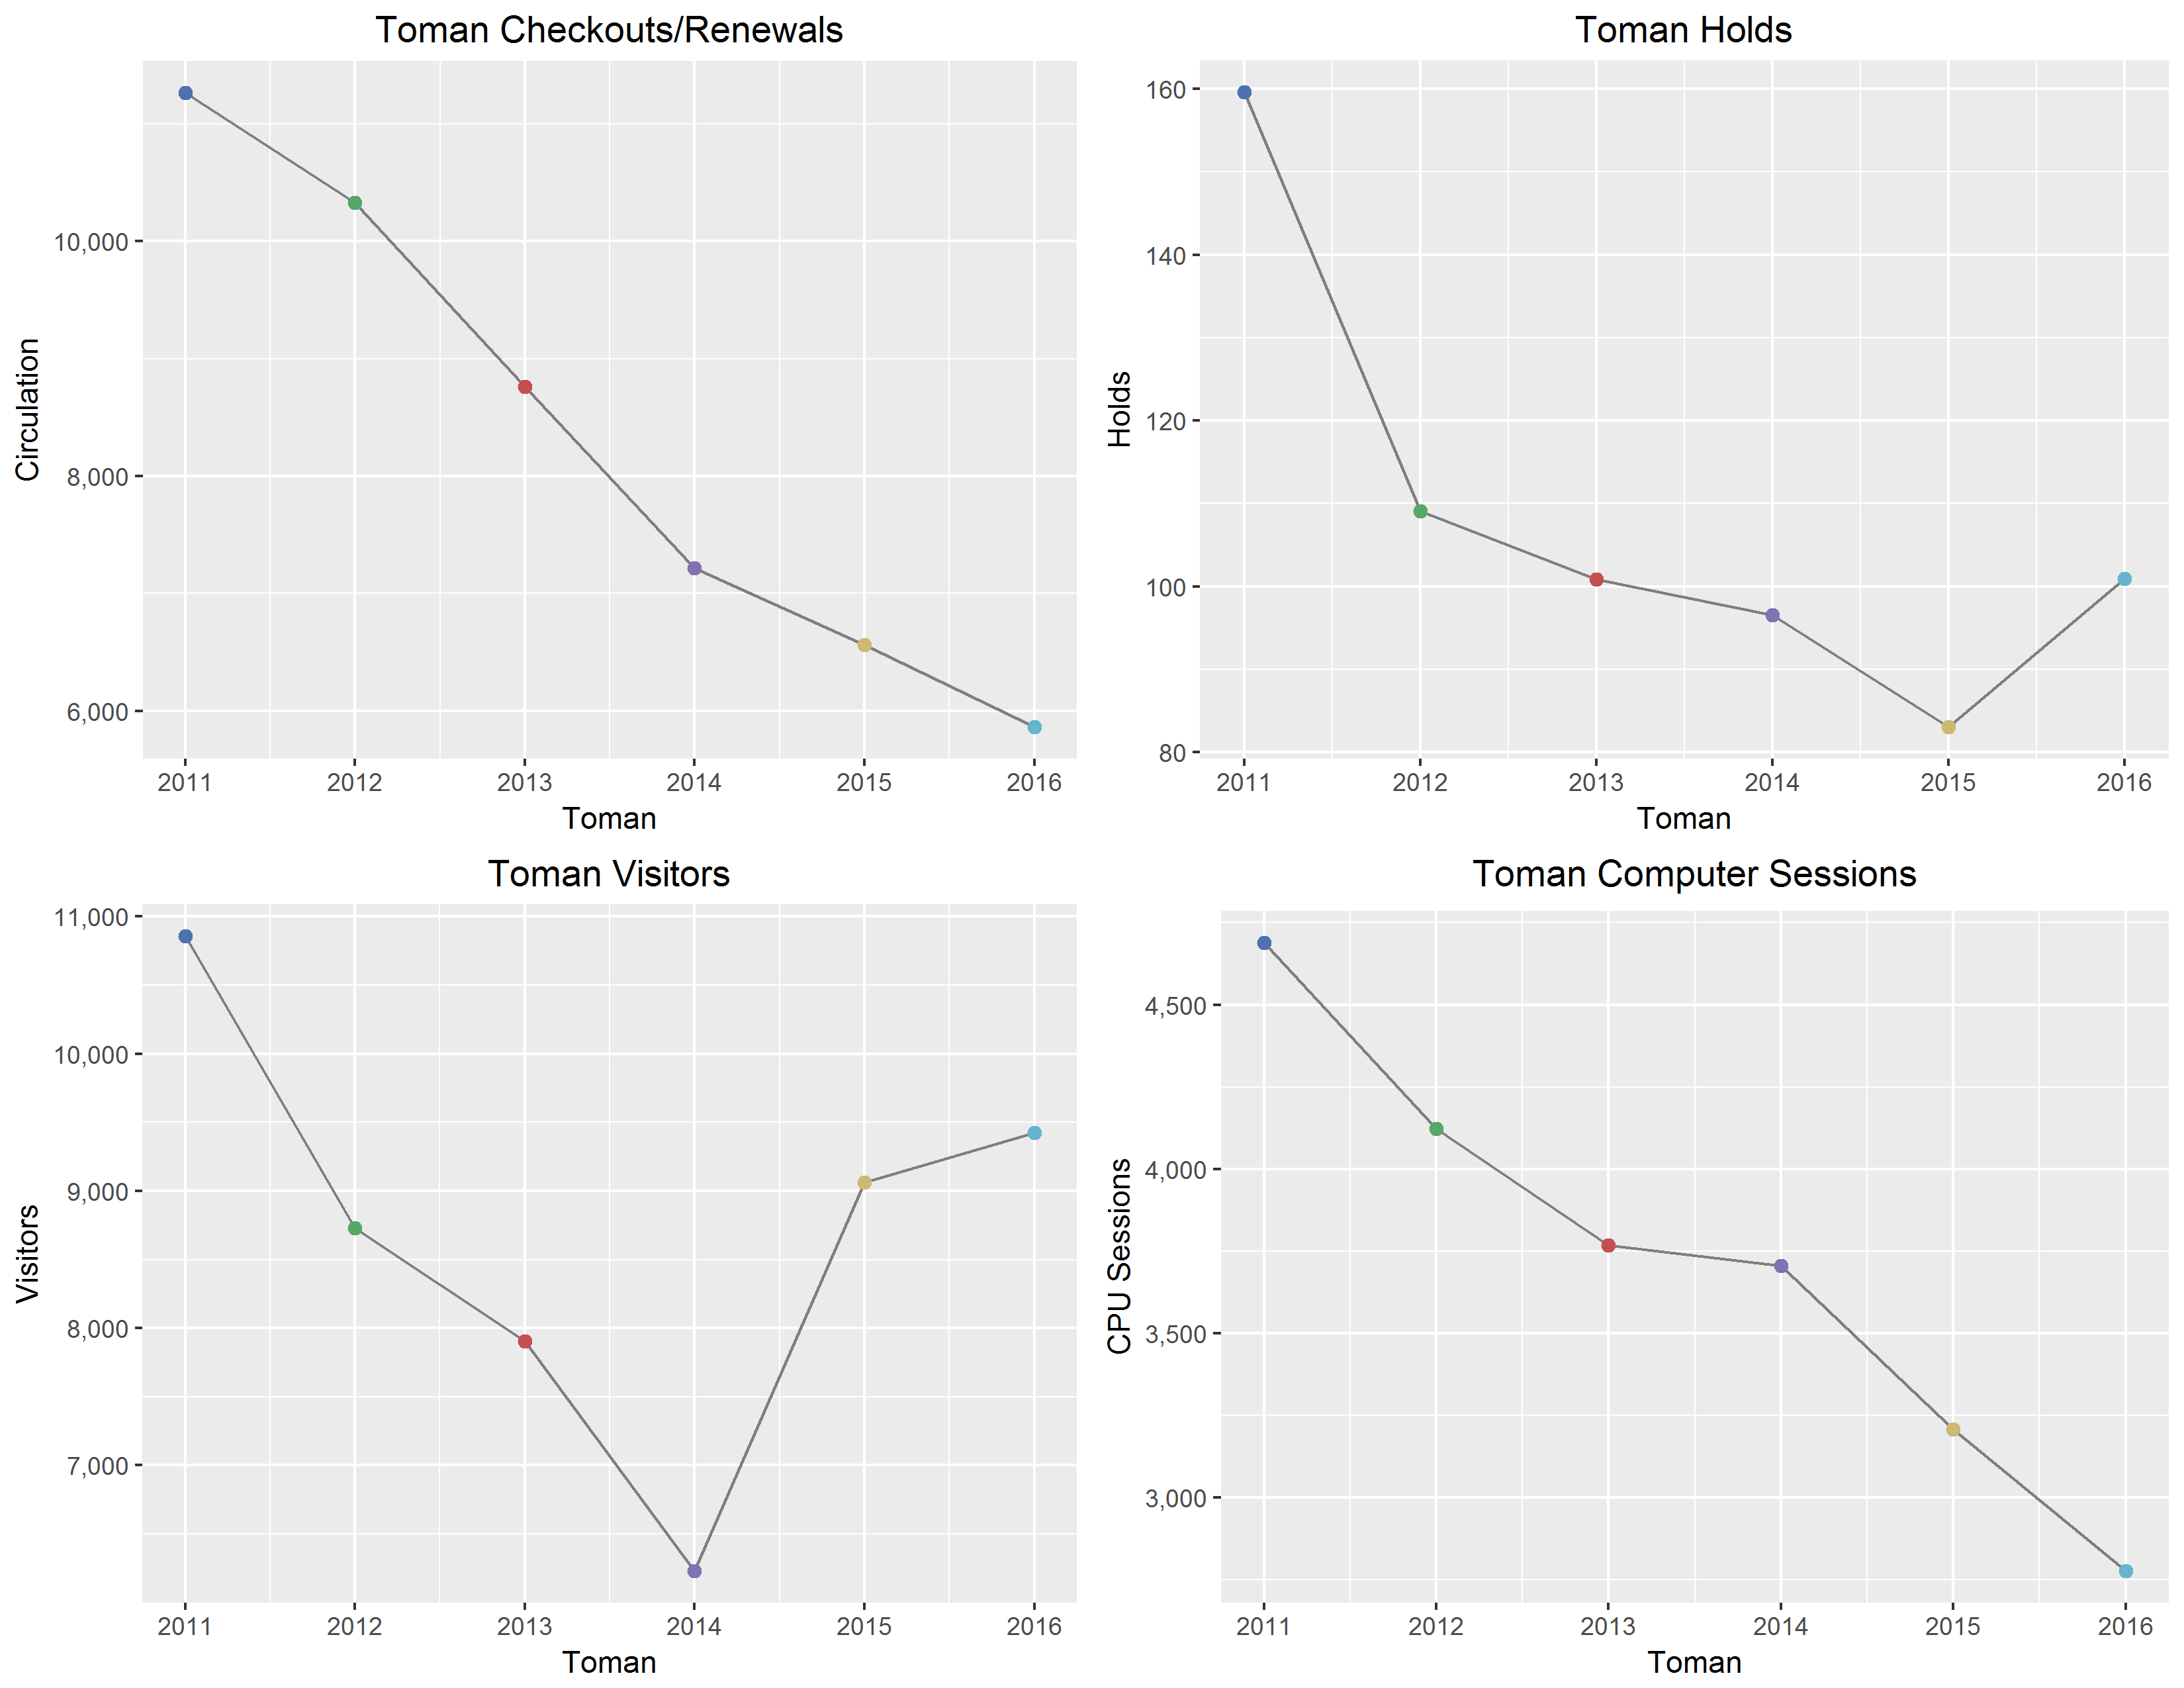 Toman Checkouts/Renewals
Circulation
10,000
8,000
6,000
2011 2012 2013 2014 2015 2016
Toman
Toman Holds
Holds
160
140
120
100
80
2011 2012 2013 2014 2015 2016
Toman
Toman Visitors
Visitors
11,000
10,000
9,000
8,000
7,000
2011 2012 2013 2014 2015 2016
Toman
Toman Computer Sessions
CPU Sessions
4,500
4,000
3,500
3,000
2011 2012 2013 2014 2015 2016
Toman